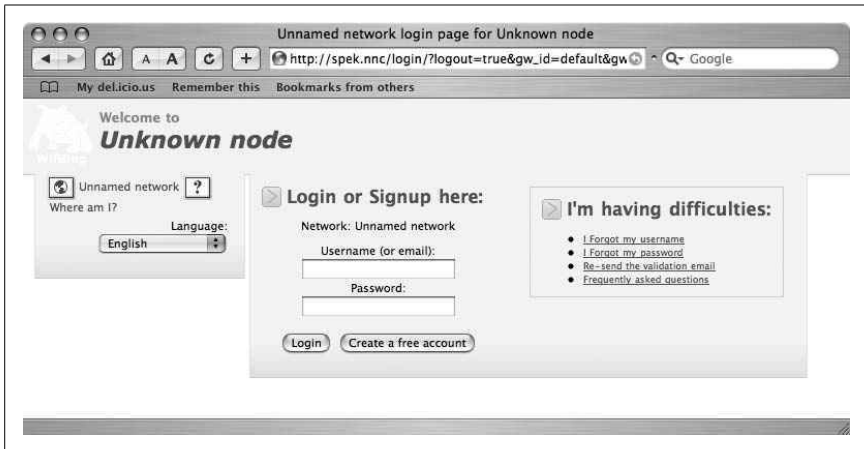 Unnamed network login page for Unknown node
A A
http://spek.nnc/login/?logout=true&gw_id=default&gw
Google
My del.icio.us Remember this Bookmarks from others
Welcome to
Unknown node
WifiDog
Unnamed network ?
Where am I?
Language:
English
Login or Signup here:
Network: Unnamed network
Username (or email):
Password:
Login Create a free account
I'm having difficulties:
I Forgot my username
I Forgot my password
Re-send the validation email
Frequently asked questions